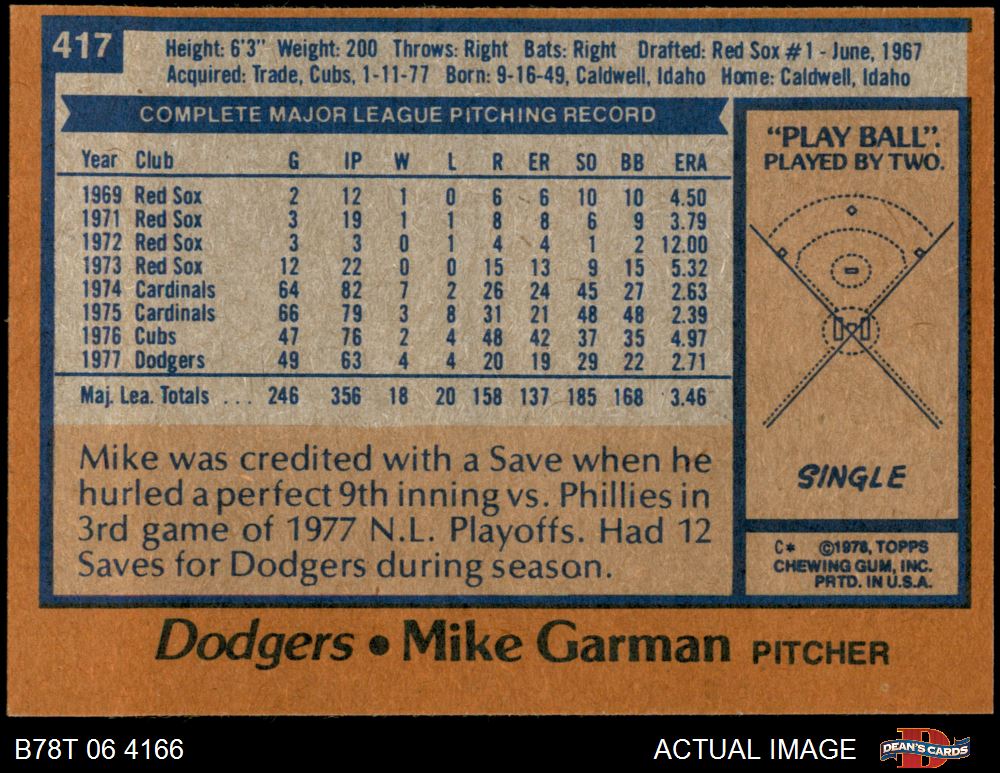 417
Height: 6'3" Weight: 200 Throws: Right Bats: Right Drafted: Red Sox #1 - June, 1967
Acquired: Trade, Cubs, 1-11-77 Born: 9-16-49, Caldwell, Idaho Home: Caldwell, Idaho
COMPLETE MAJOR LEAGUE PITCHING RECORD
Year Club G IP W L R ER SO BB ERA
1969 Red Sox 2 12 1 0 6 6 10 10 4.50
1971 Red Sox 3 19 1 1 8 8 6 9 3.79
1972 Red Sox 3 3 0 1 4 4 1 2 12.00
1973 Red Sox 12 22 0 0 15 13 9 15 5.32
1974 Cardinals 64 82 7 2 26 24 45 27 2.63
1975 Cardinals 66 79 3 8 31 21 48 48 2.39
1976 Cubs 47 76 2 4 48 42 37 35 4.97
1977 Dodgers 49 63 4 4 20 19 29 22 2.71
Maj. Lea. Totals . . . 246 356 18 20 158 137 185 168 3.46
Mike was credited with a Save when he
hurled a perfect 9th inning vs. Phillies in
3rd game of 1977 N.L. Playoffs. Had 12
Saves for Dodgers during season.
"PLAY BALL".
PLAYED BY TWO.
SINGLE
C* ©1978, TOPPS
CHEWING GUM, INC.
PRTD. IN U.S.A.
Dodgers • Mike Garman PITCHER
B78T 06 4166 ACTUAL IMAGE DEAN'S CARDS